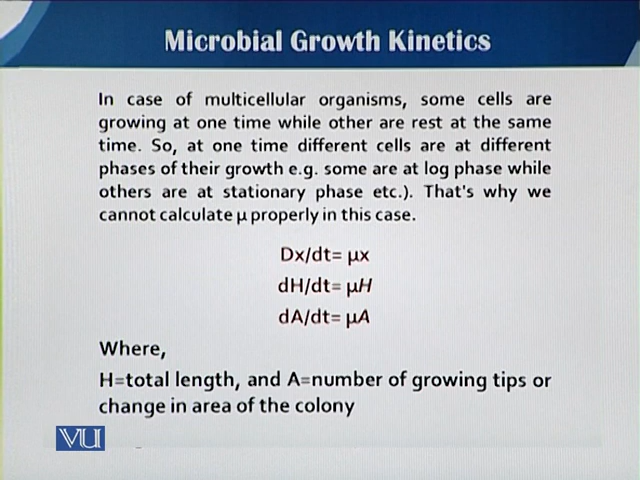 Microbial Growth Kinetics
In case of multicellular organisms, some cells are
growing at one time while other are rest at the same
time. So, at one time different cells are at different
phases of their growth e.g. some are at log phase while
others are at stationary phase etc.). That's why we
cannot calculate μ properly in this case.
Dx/dt= μx
dH/dt= μH
dA/dt= μA
Where,
H=total length, and A=number of growing tips or
change in area of the colony
VU